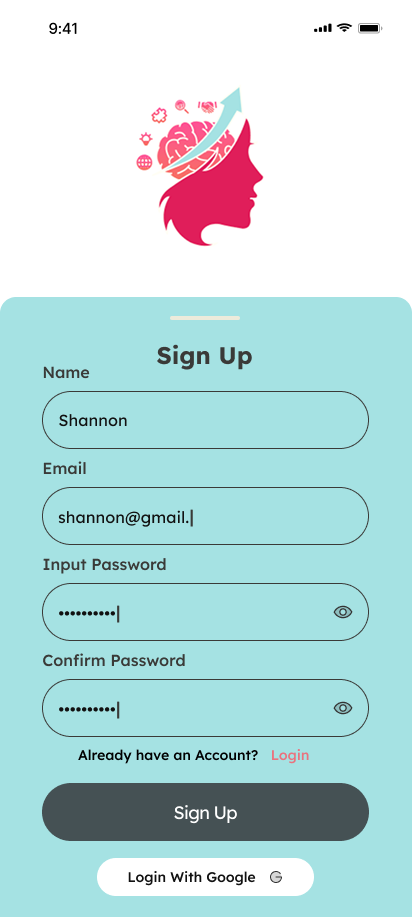 9:41
Sign Up
Name
Shannon
Email
shannon@gmail.|
Input Password
••••••••••|
Confirm Password
••••••••••|
Already have an Account? Login
Sign Up
Login With Google G